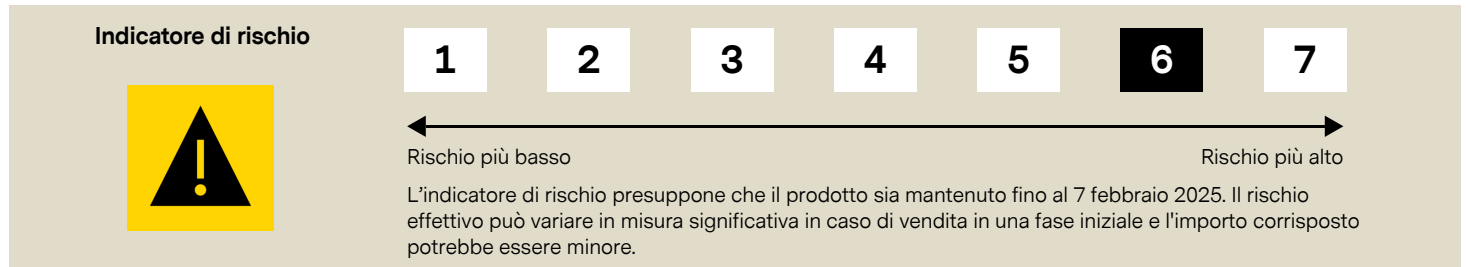 Indicatore di rischio
1 2 3 4 5 6 7
Rischio più basso Rischio più alto
L'indicatore di rischio presuppone che il prodotto sia mantenuto fino al 7 febbraio 2025. Il rischio
effettivo può variare in misura significativa in caso di vendita in una fase iniziale e l'importo corrisposto
potrebbe essere minore.